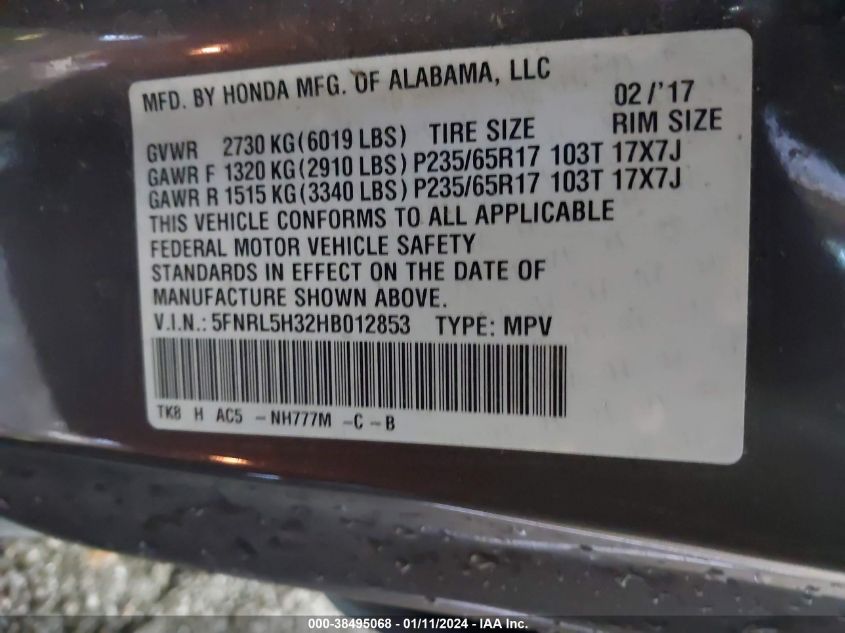 MFD. BY HONDA MFG. OF ALABAMA, LLC 02/'17
GVWR 2730 KG(6019 LBS) TIRE SIZE RIM SIZE
GAWR F 1320 KG(2910 LBS) P235/65R17 103T 17X7J
GAWR R 1515 KG(3340 LBS) P235/65R17 103T 17X7J
THIS VEHICLE CONFORMS TO ALL APPLICABLE
FEDERAL MOTOR VEHICLE SAFETY
STANDARDS IN EFFECT ON THE DATE OF
MANUFACTURE SHOWN ABOVE.
V.I.N.: 5FNRL5H32HB012853 TYPE: MPV
TK8 H AC5 - NH777M - C - B
000-38495068 - 01/11/2024 - IAA Inc.